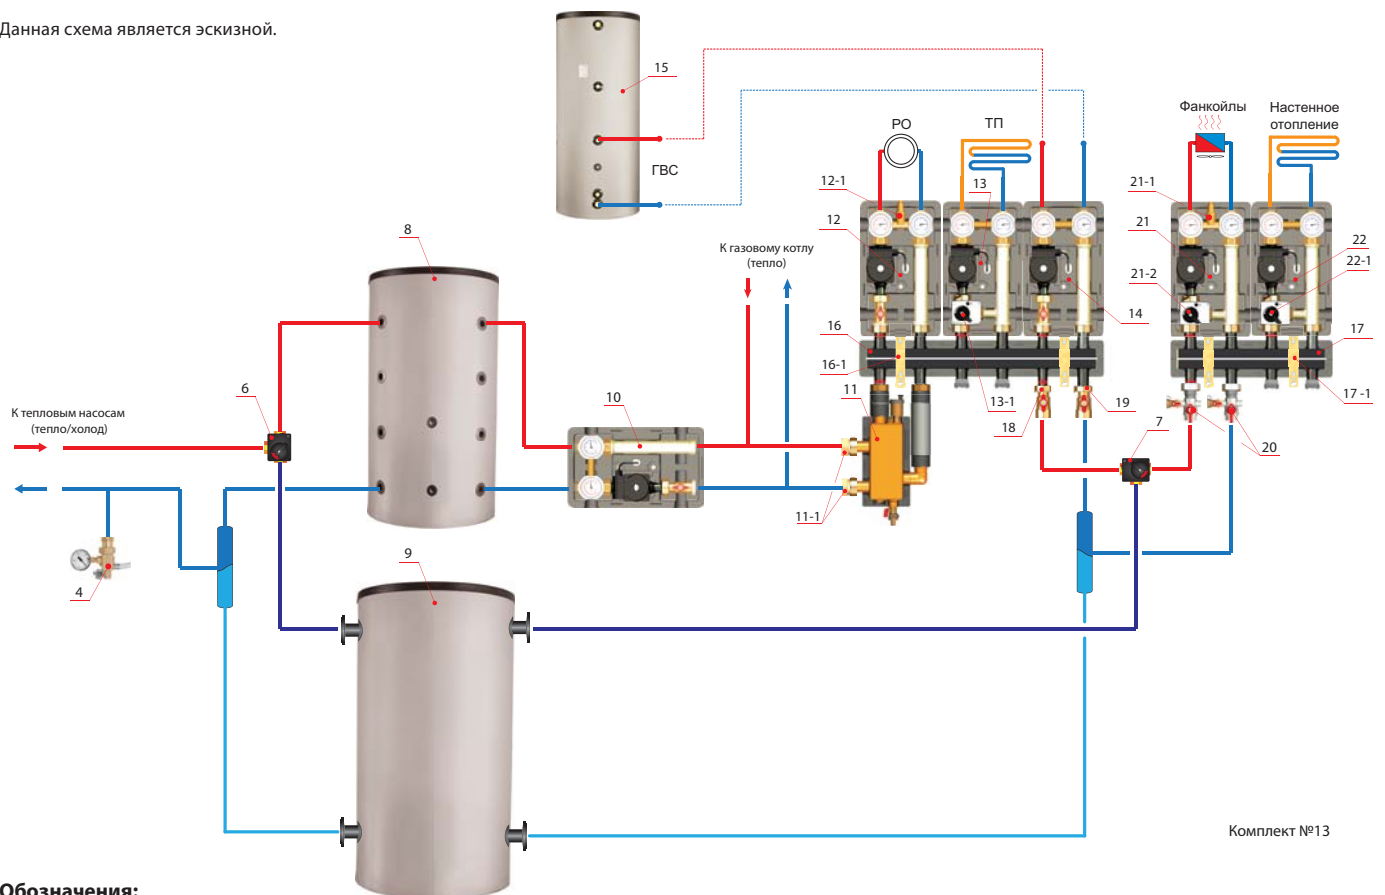 Данная схема является эскизной.
15
ГВС
РО
ТП
Фанкойлы
Настенное
отопление
12-1
13
12
21-1
21
22
22-1
21-2
8
К газовому котлу
(тепло)
14
16
17
16-1
6
10
11
13-1
18
19
17 -1
К тепловым насосам
(тепло/холод)
7
20
11-1
9
4
Комплект №13
Обозначения: